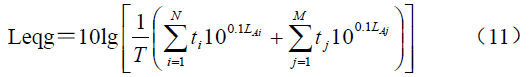 Leqg＝10lg[1/T(∑_{i=1}^{N} t_i 10^{0.1L_{Ai}} + ∑_{j=1}^{M} t_j 10^{0.1L_{Aj}})] （11）